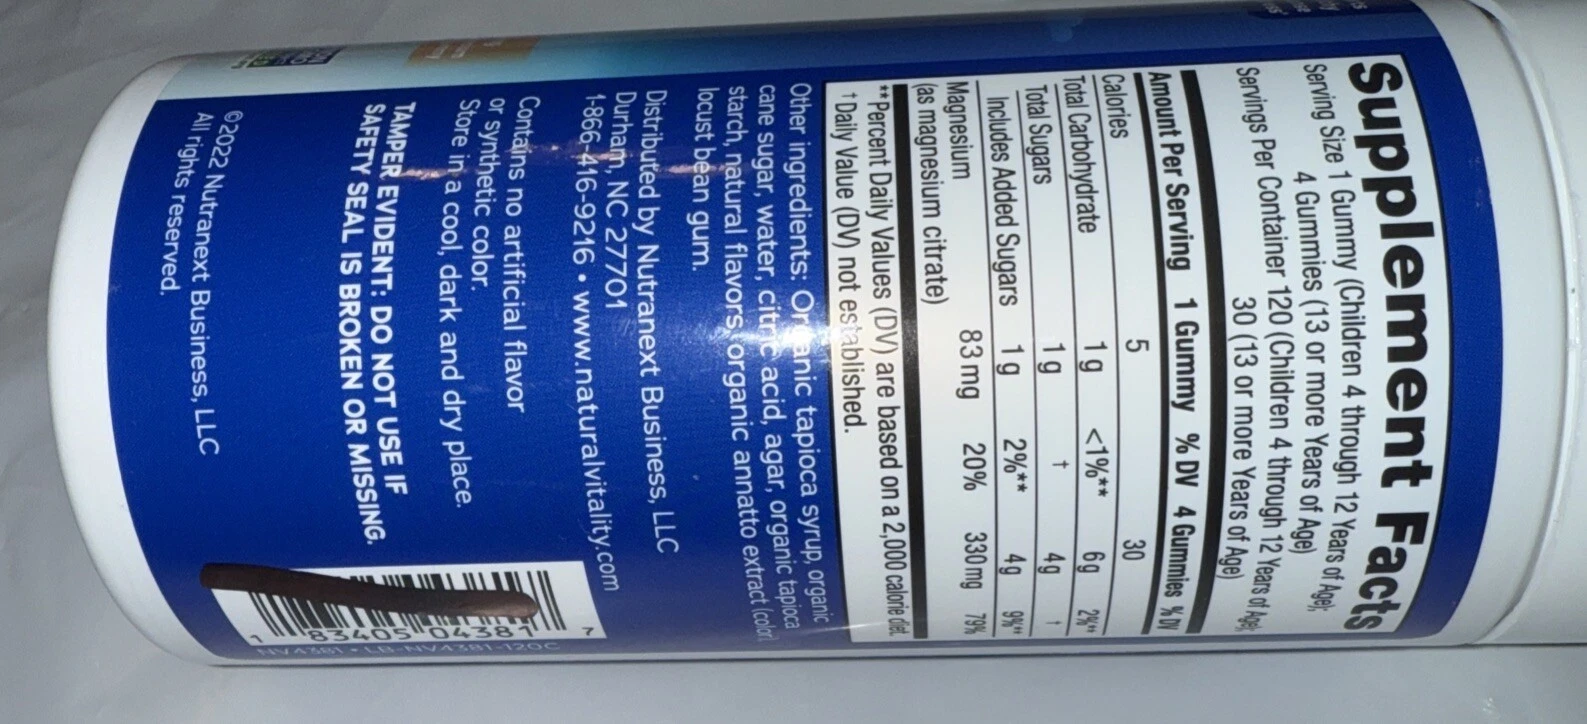 Supplement Facts
Serving Size 1 Gummy (Children 4 through 12 Years of Age);
4 Gummies (13 or more Years of Age)
Servings Per Container 120 (Children 4 through 12 Years of Age);
30 (13 or more Years of Age)
Amount Per Serving 1 Gummy % DV 4 Gummies % DV
Calories 5 30
Total Carbohydrate 1 g <1%** 6 g 2%**
Total Sugars 1 g † 4 g †
Includes Added Sugars 1 g 2%** 4 g 9%**
Magnesium 83 mg 20% 330 mg 79%
(as magnesium citrate)
**Percent Daily Values (DV) are based on a 2,000 calorie diet.
† Daily Value (DV) not established.
Other ingredients: Organic tapioca syrup, organic
cane sugar, water, citric acid, agar, organic tapioca
starch, natural flavors, organic annatto extract (color),
locust bean gum.
Distributed by Nutranext Business, LLC
Durham, NC 27701
1-866-416-9216 • www.naturalvitality.com
Contains no artificial flavor
or synthetic color.
Store in a cool, dark and dry place.
TAMPER EVIDENT: DO NOT USE IF
SAFETY SEAL IS BROKEN OR MISSING.
©2022 Nutranext Business, LLC
All rights reserved.
1 83405 04381 7
NV4381 • LB-NV4381-120C